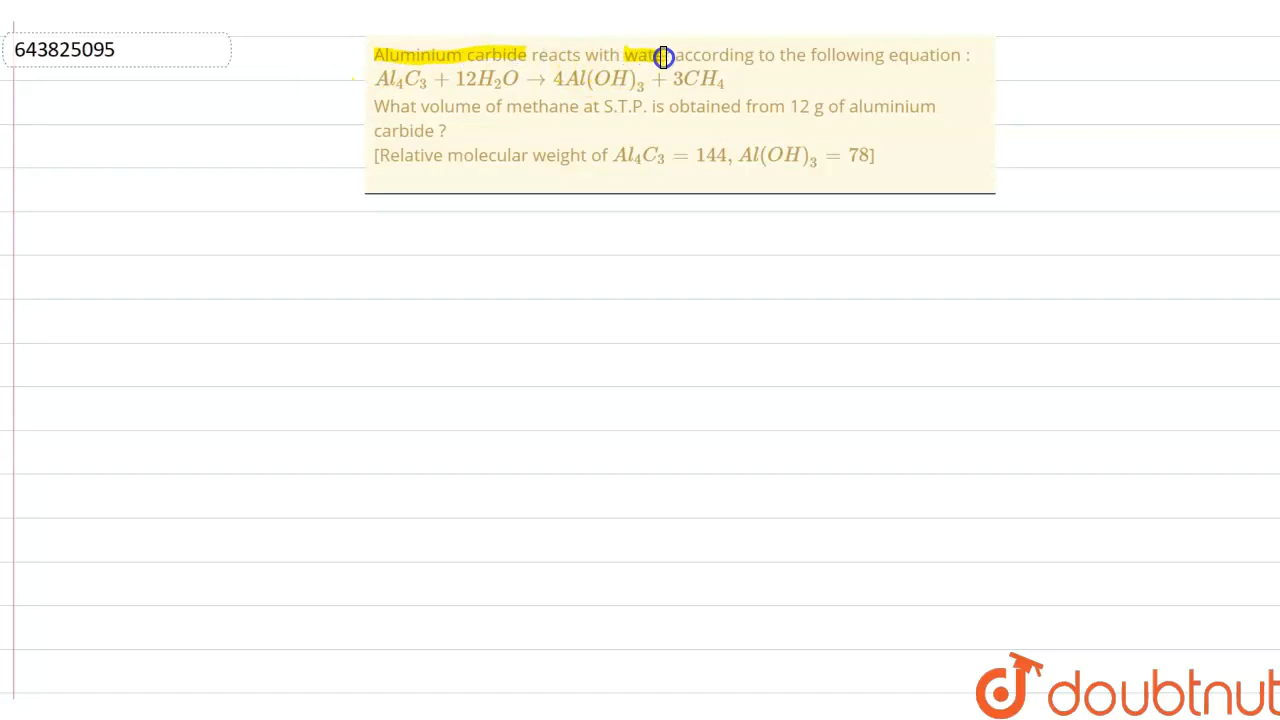 643825095
Aluminium carbide reacts with water according to the following equation :
Al₄C₃ + 12H₂O → 4Al(OH)₃ + 3CH₄
What volume of methane at S.T.P. is obtained from 12 g of aluminium
carbide ?
[Relative molecular weight of Al₄C₃ = 144, Al(OH)₃ = 78]
doubtnut